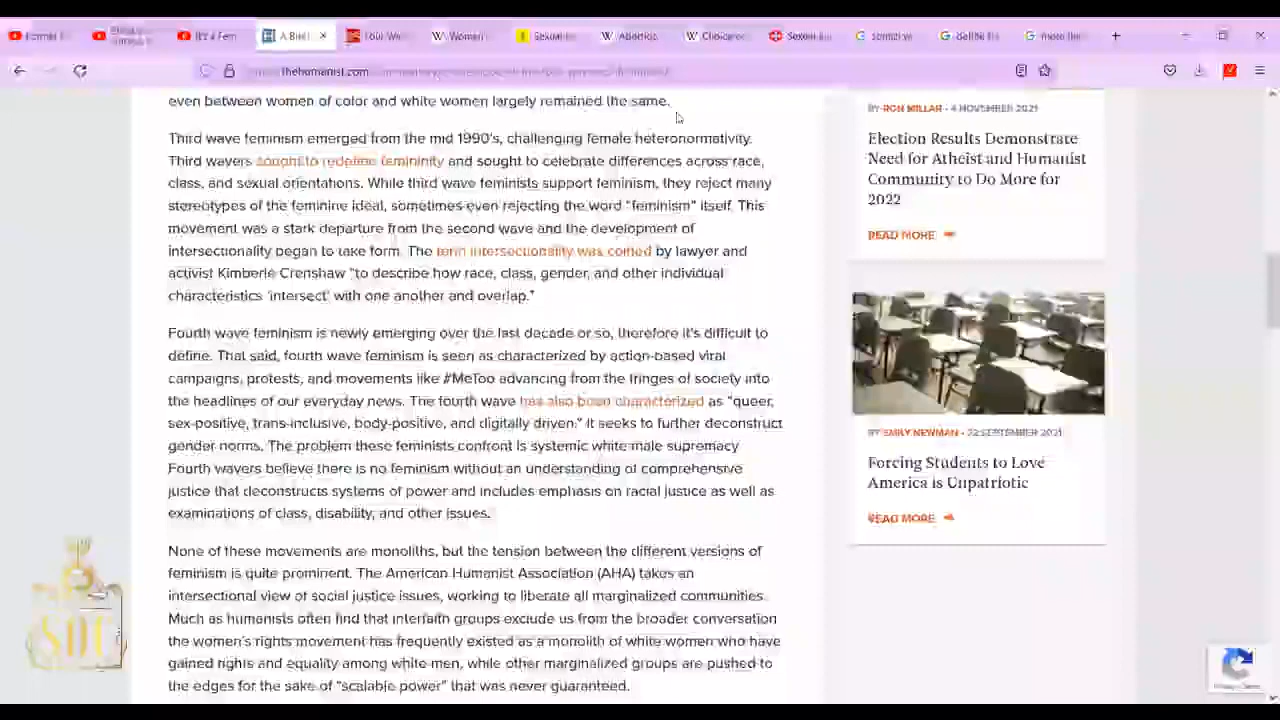 A Brie
Women
Sexual
Abortion
define
more
thehumanist.com
even between women of color and white women largely remained the same.
Third wave feminism emerged from the mid 1990's, challenging female heteronormativity.
Third wavers sought to redefine femininity and sought to celebrate differences across race,
class, and sexual orientations. While third wave feminists support feminism, they reject many
stereotypes of the feminine ideal, sometimes even rejecting the word "feminism" itself. This
movement was a stark departure from the second wave and the development of
intersectionality began to take form. The term intersectionality was coined by lawyer and
activist Kimberlé Crenshaw "to describe how race, class, gender, and other individual
characteristics 'intersect' with one another and overlap."
Fourth wave feminism is newly emerging over the last decade or so, therefore it's difficult to
define. That said, fourth wave feminism is seen as characterized by action-based viral
campaigns, protests, and movements like #MeToo advancing from the fringes of society into
the headlines of our everyday news. The fourth wave has also been characterized as "queer,
sex-positive, trans-inclusive, body-positive, and digitally driven." It seeks to further deconstruct
gender norms. The problem these feminists confront is systemic white male supremacy
Fourth wavers believe there is no feminism without an understanding of comprehensive
justice that deconstructs systems of power and includes emphasis on racial justice as well as
examinations of class, disability, and other issues.
None of these movements are monoliths, but the tension between the different versions of
feminism is quite prominent. The American Humanist Association (AHA) takes an
intersectional view of social justice issues, working to liberate all marginalized communities.
Much as humanists often find that interfaith groups exclude us from the broader conversation
the women's rights movement has frequently existed as a monolith of white women who have
gained rights and equality among white men, while other marginalized groups are pushed to
the edges for the sake of "scalable power" that was never guaranteed.
BY RON MILLAR • 4 NOVEMBER 2021
Election Results Demonstrate
Need for Atheist and Humanist
Community to Do More for
2022
READ MORE
BY EMILY NEWMAN • 22 SEPTEMBER 2021
Forcing Students to Love
America is Unpatriotic
READ MORE